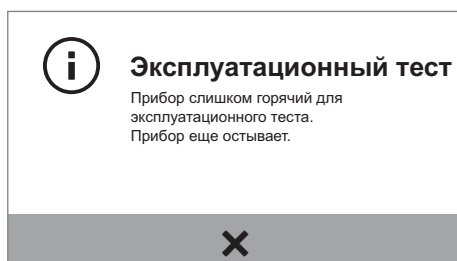 Эксплуатационный тест
Прибор слишком горячий для
эксплуатационного теста.
Прибор еще остывает.